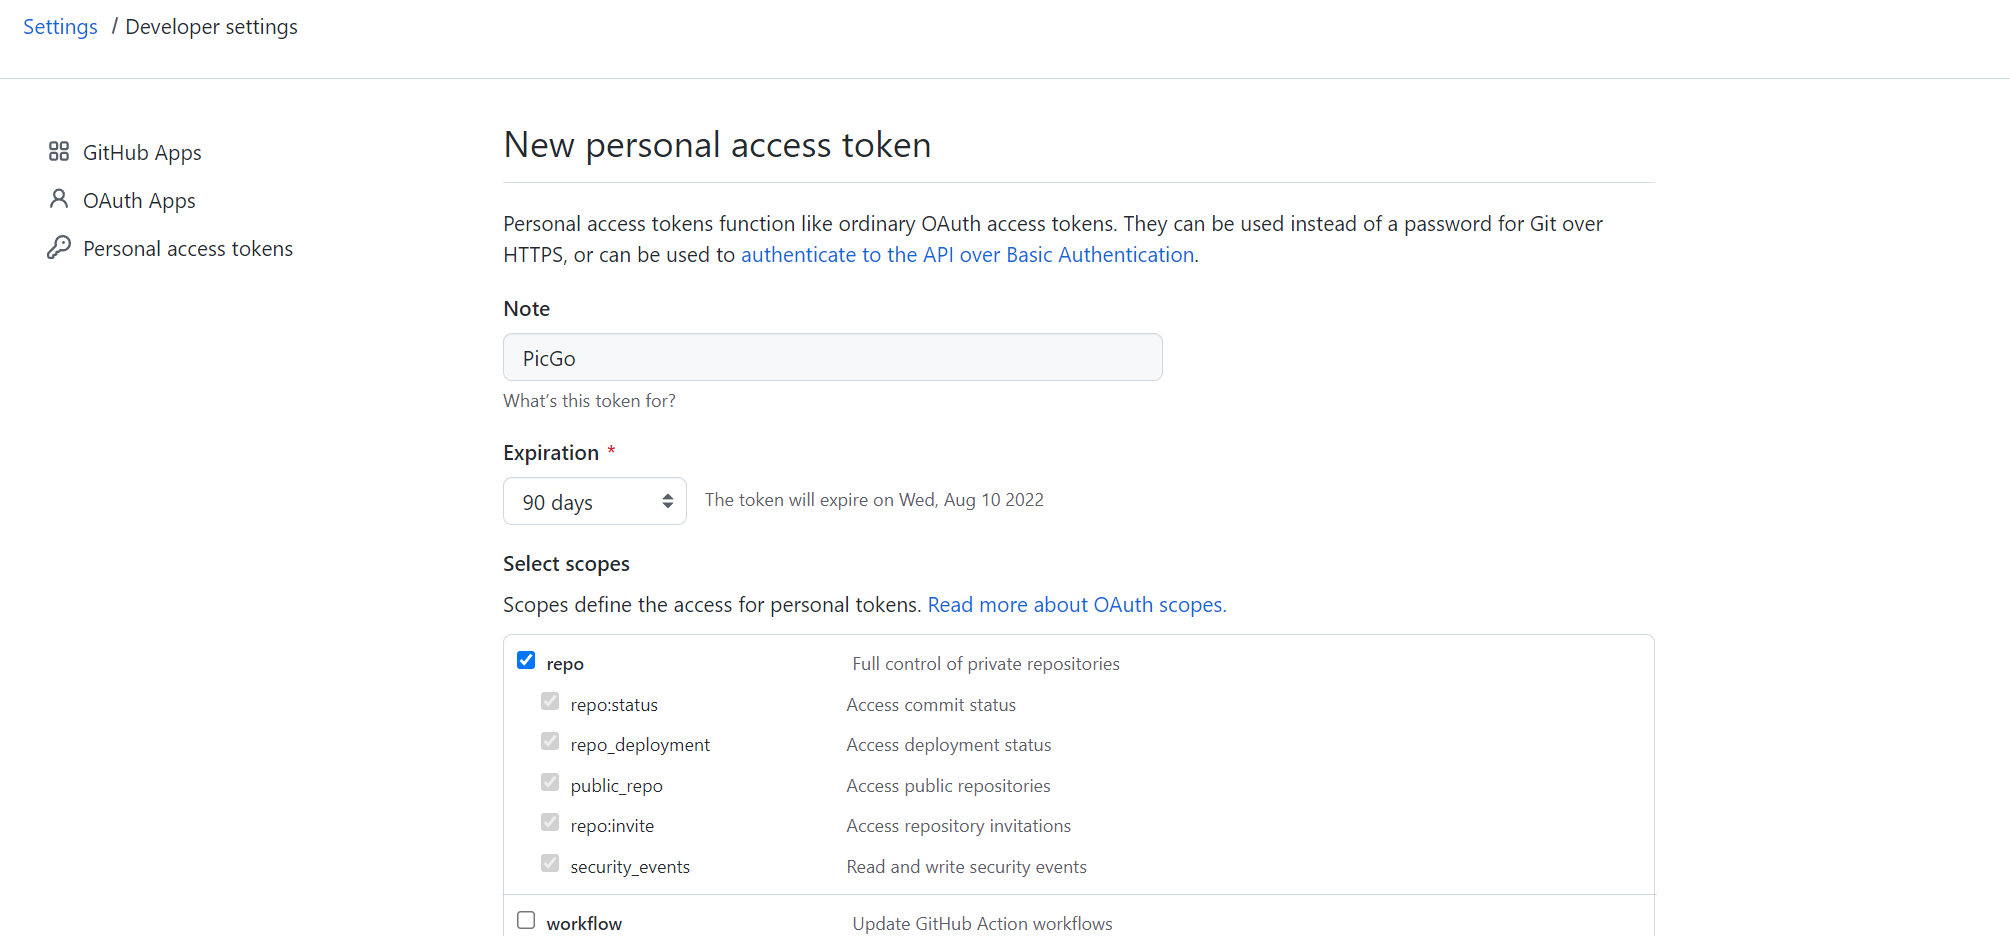 Settings / Developer settings
GitHub Apps
OAuth Apps
Personal access tokens
New personal access token
Personal access tokens function like ordinary OAuth access tokens. They can be used instead of a password for Git over
HTTPS, or can be used to authenticate to the API over Basic Authentication.
Note
PicGo
What's this token for?
Expiration *
90 days The token will expire on Wed, Aug 10 2022
Select scopes
Scopes define the access for personal tokens. Read more about OAuth scopes.
repo Full control of private repositories
repo:status Access commit status
repo_deployment Access deployment status
public_repo Access public repositories
repo:invite Access repository invitations
security_events Read and write security events
workflow Update GitHub Action workflows